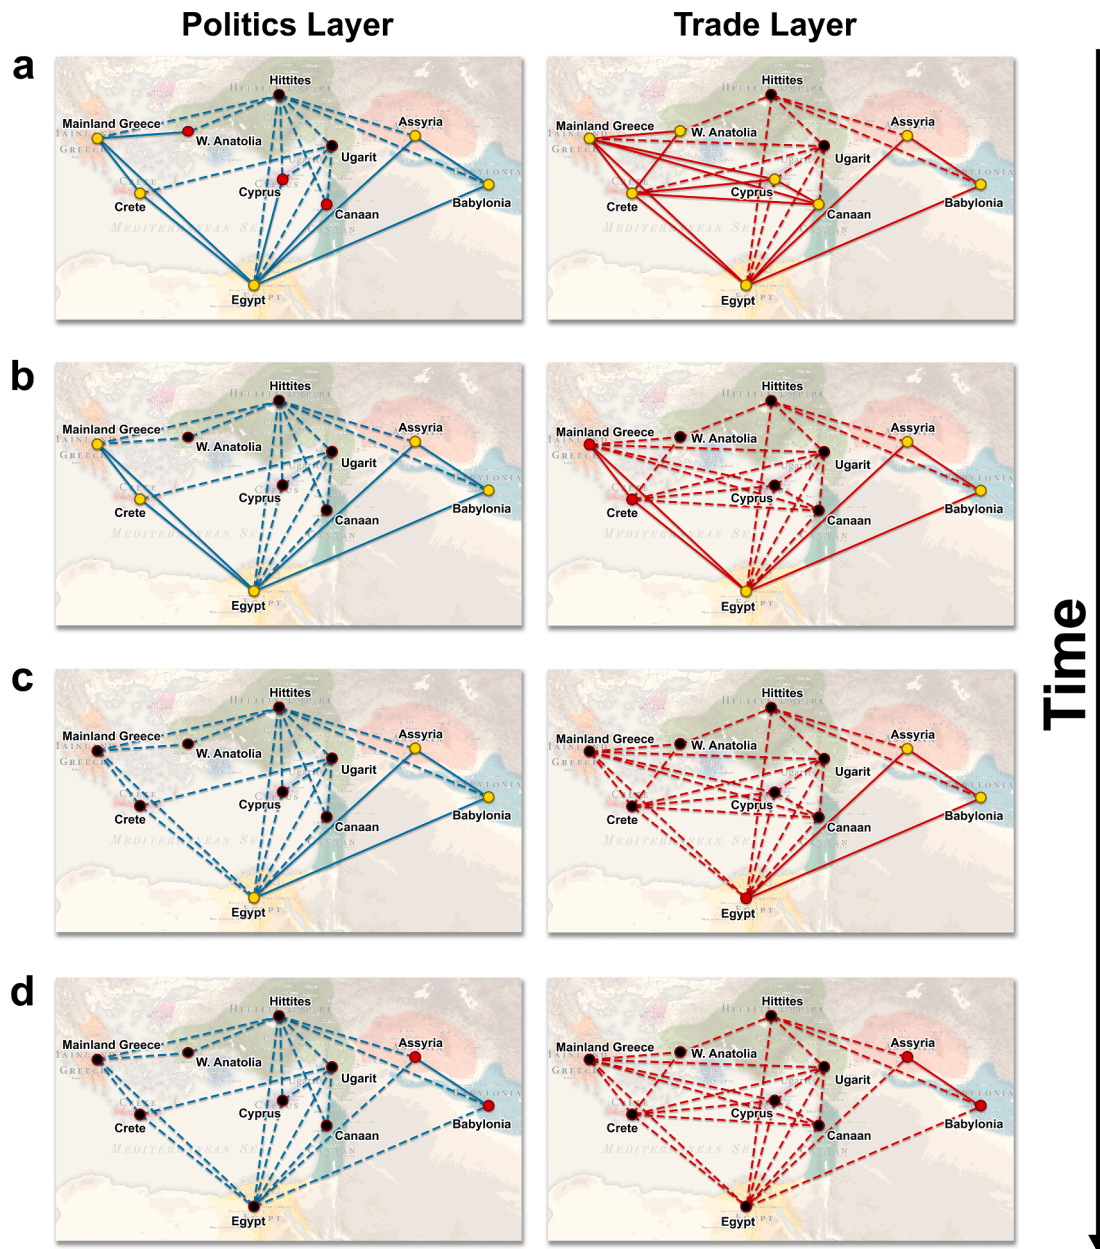 Politics Layer
Trade Layer
a
Hittites
Mainland Greece
W. Anatolia
Assyria
Ugarit
Cyprus
Crete
Canaan
Babylonia
Egypt
Hittites
Mainland Greece
W. Anatolia
Assyria
Ugarit
Cyprus
Crete
Canaan
Babylonia
Egypt
b
Hittites
Mainland Greece
W. Anatolia
Assyria
Ugarit
Cyprus
Crete
Canaan
Babylonia
Egypt
Hittites
Mainland Greece
W. Anatolia
Assyria
Ugarit
Cyprus
Crete
Canaan
Babylonia
Egypt
c
Hittites
Mainland Greece
W. Anatolia
Assyria
Ugarit
Cyprus
Crete
Canaan
Babylonia
Egypt
Hittites
Mainland Greece
W. Anatolia
Assyria
Ugarit
Cyprus
Crete
Canaan
Babylonia
Egypt
d
Hittites
Mainland Greece
W. Anatolia
Assyria
Ugarit
Cyprus
Crete
Canaan
Babylonia
Egypt
Hittites
Mainland Greece
W. Anatolia
Assyria
Ugarit
Cyprus
Crete
Canaan
Babylonia
Egypt
Time